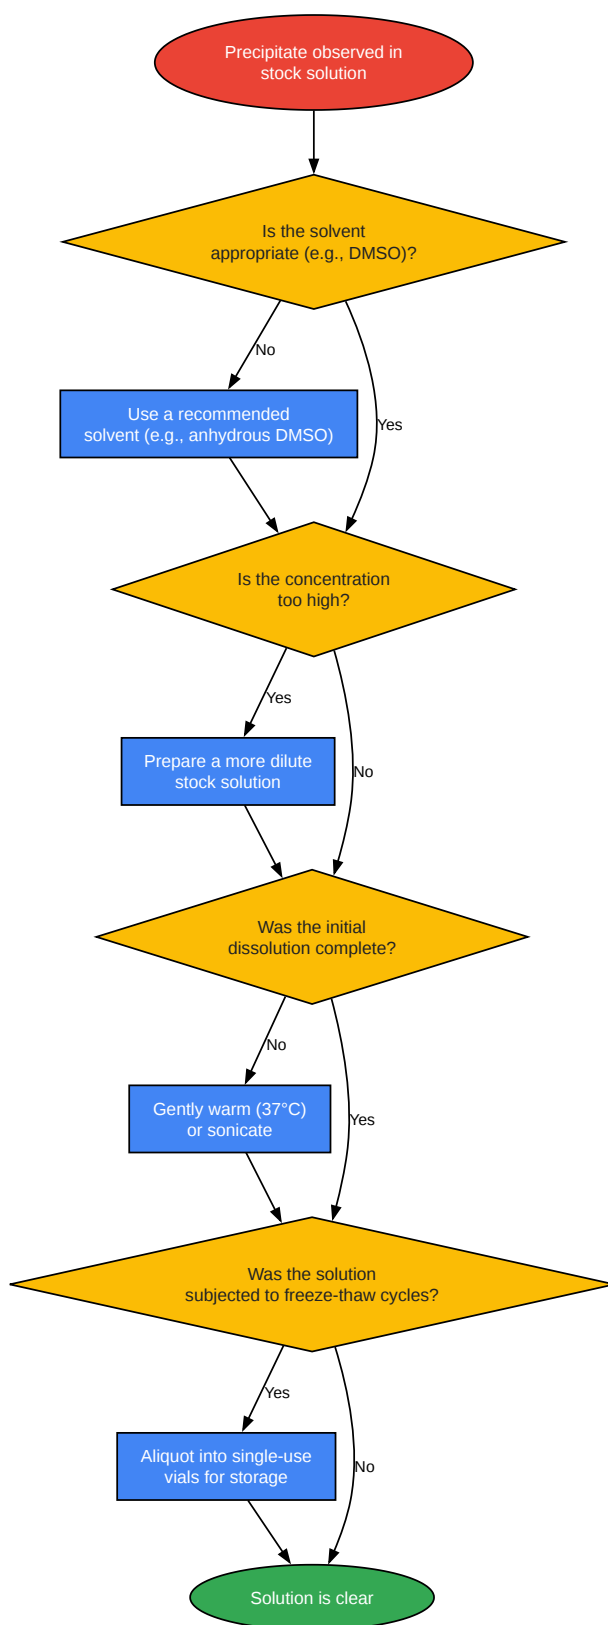 Precipitate observed in
stock solution
Is the solvent
appropriate (e.g., DMSO)?
No
Use a recommended
solvent (e.g., anhydrous DMSO)
Yes
Is the concentration
too high?
Yes
Prepare a more dilute
stock solution
No
Was the initial
dissolution complete?
No
Gently warm (37°C)
or sonicate
Yes
Was the solution
subjected to freeze-thaw cycles?
Yes
Aliquot into single-use
vials for storage
No
Solution is clear